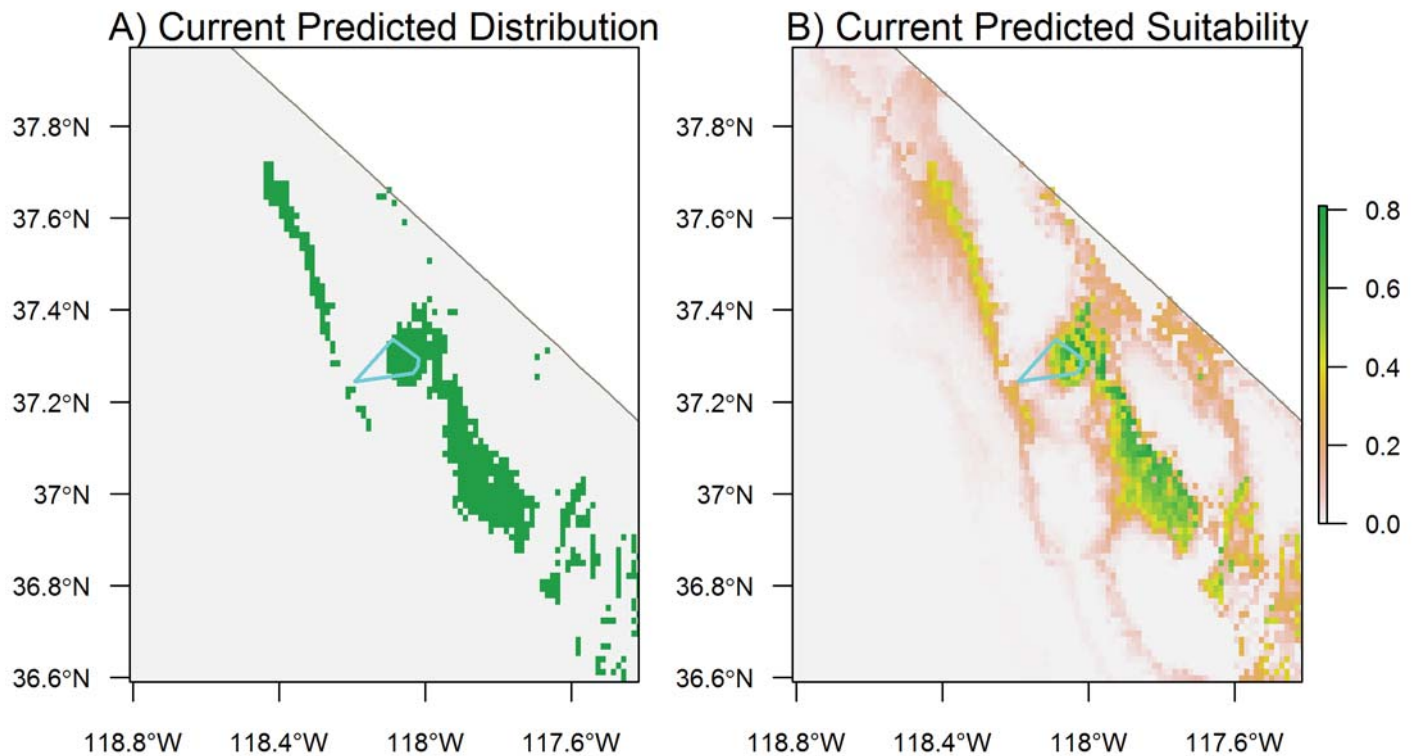 A) Current Predicted Distribution
37.8°N
37.6°N
37.4°N
37.2°N
37°N
36.8°N
36.6°N
118.8°W 118.4°W 118°W 117.6°W
B) Current Predicted Suitability
37.8°N
37.6°N
37.4°N
37.2°N
37°N
36.8°N
36.6°N
118.8°W 118.4°W 118°W 117.6°W
0.8
0.6
0.4
0.2
0.0